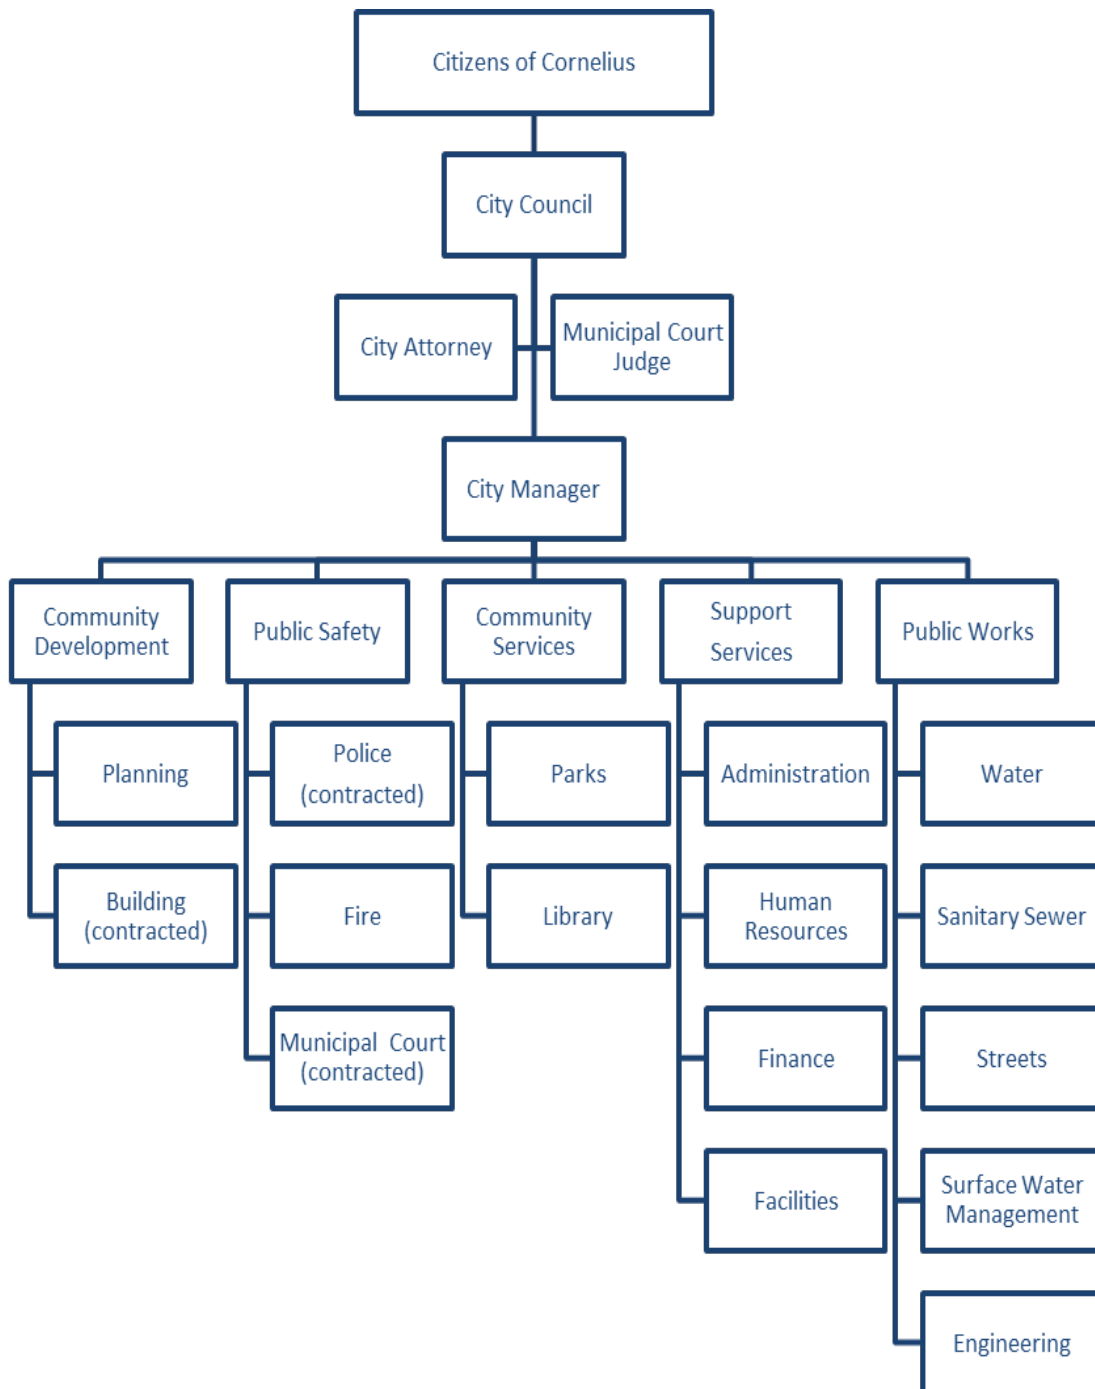 Citizens of Cornelius
City Council
City Attorney
Municipal Court
Judge
City Manager
Community
Development
Public Safety
Community
Services
Support
Services
Public Works
Planning
Police
(contracted)
Parks
Administration
Water
Building
(contracted)
Fire
Library
Human
Resources
Sanitary Sewer
Municipal Court
(contracted)
Finance
Streets
Facilities
Surface Water
Management
Engineering